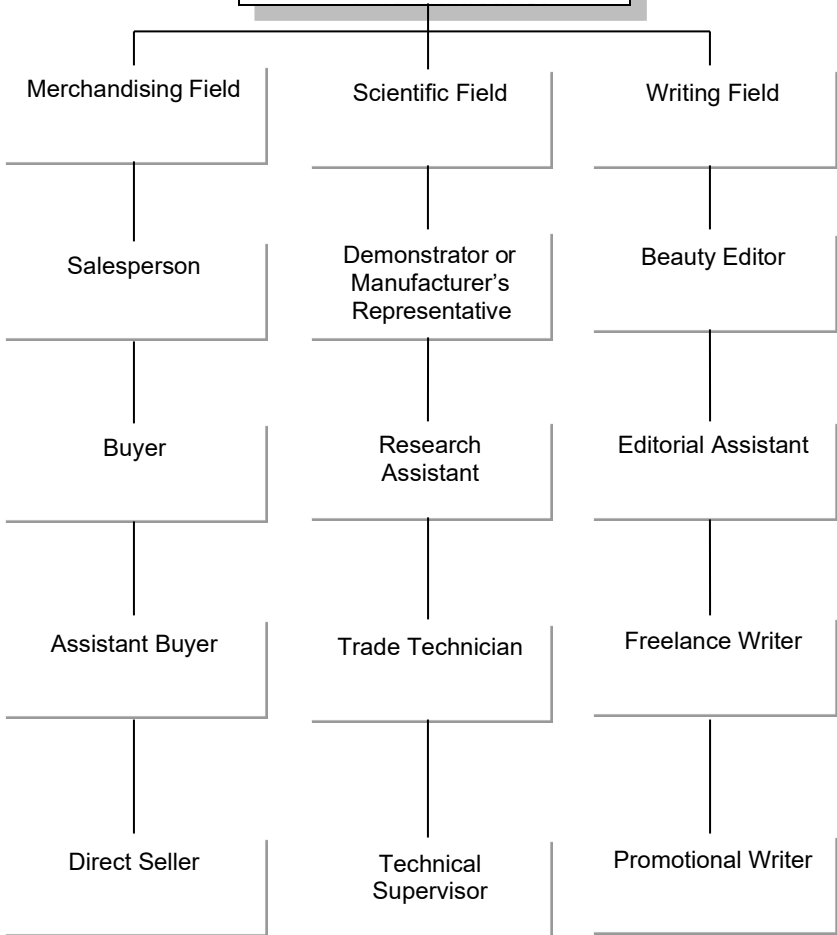 Merchandising Field
Scientific Field
Writing Field
Salesperson
Demonstrator or
Manufacturer’s
Representative
Beauty Editor
Buyer
Research
Assistant
Editorial Assistant
Assistant Buyer
Trade Technician
Freelance Writer
Direct Seller
Technical
Supervisor
Promotional Writer